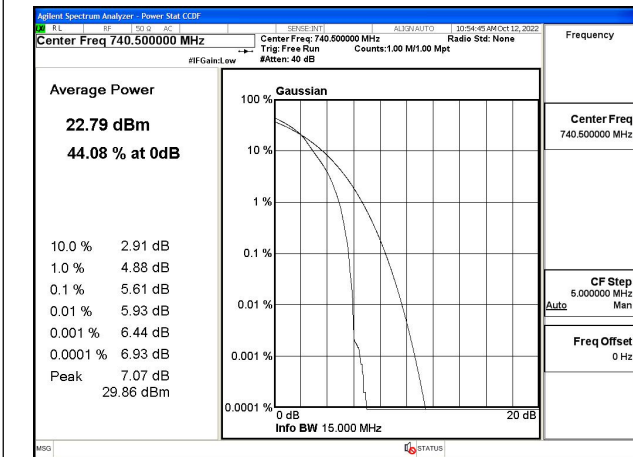 Agilent Spectrum Analyzer - Power Stat CCDF
RL RF 50 Ω AC SENSE:INT ALIGN AUTO 10:54:45 AM Oct 12, 2022
Center Freq 740.500000 MHz
Center Freq: 740.500000 MHz Radio Std: None
Trig: Free Run Counts:1.00 M/1.00 Mpt
#IFGain:Low #Atten: 40 dB
Frequency
Average Power
22.79 dBm
44.08 % at 0dB
10.0 % 2.91 dB
1.0 % 4.88 dB
0.1 % 5.61 dB
0.01 % 5.93 dB
0.001 % 6.44 dB
0.0001 % 6.93 dB
Peak 7.07 dB
29.86 dBm
Gaussian
100 %
10 %
1 %
0.1 %
0.01 %
0.001 %
0.0001 %
0 dB 20 dB
Info BW 15.000 MHz
Center Freq
740.500000 MHz
CF Step
5.000000 MHz
Auto Man
Freq Offset
0 Hz
MSG STATUS